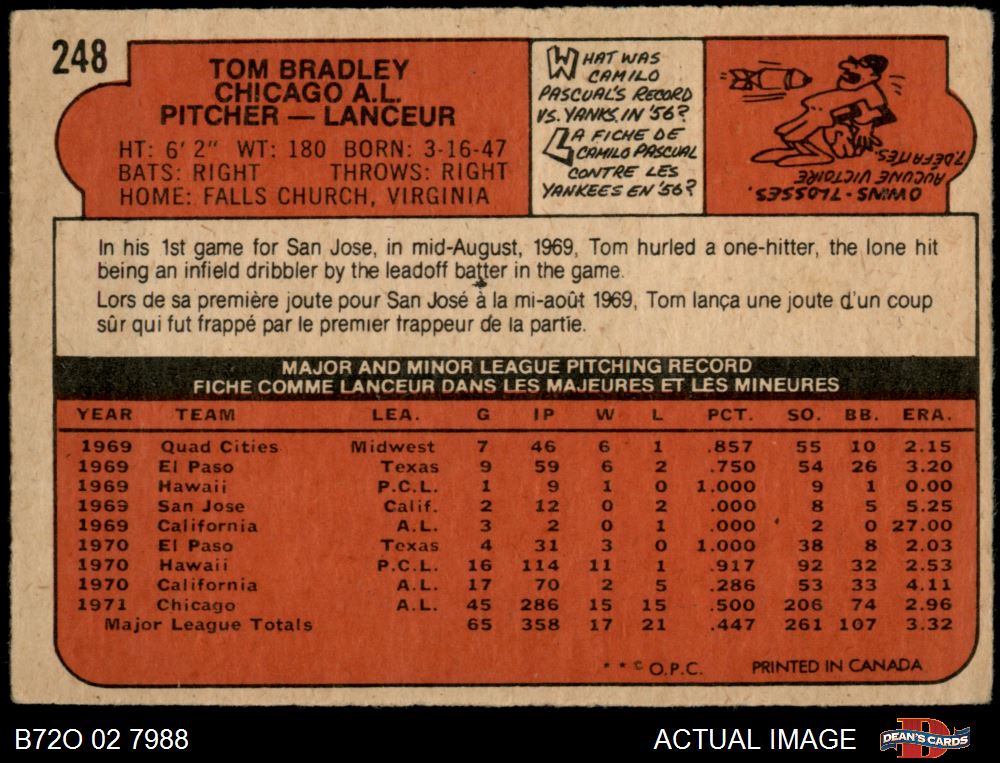 248
TOM BRADLEY
CHICAGO A.L.
PITCHER — LANCEUR
HT: 6' 2" WT: 180 BORN: 3-16-47
BATS: RIGHT THROWS: RIGHT
HOME: FALLS CHURCH, VIRGINIA
WHAT WAS
CAMILO
PASCUAL'S RECORD
VS. YANKS, IN '56?
LA FICHE DE
CAMILO PASCUAL
CONTRE LES
YANKEES EN '56?
0 WINS - 7 LOSSES.
AUCUNE VICTOIRE
7 DÉFAITES.
In his 1st game for San Jose, in mid-August, 1969, Tom hurled a one-hitter, the lone hit
being an infield dribbler by the leadoff batter in the game.
Lors de sa première joute pour San José à la mi-août 1969, Tom lança une joute d'un coup
sûr qui fut frappé par le premier frappeur de la partie.
MAJOR AND MINOR LEAGUE PITCHING RECORD
FICHE COMME LANCEUR DANS LES MAJEURES ET LES MINEURES
YEAR TEAM LEA. G IP W L PCT. SO. BB. ERA.
1969 Quad Cities Midwest 7 46 6 1 .857 55 10 2.15
1969 El Paso Texas 9 59 6 2 .750 54 26 3.20
1969 Hawaii P.C.L. 1 9 1 0 1.000 9 1 0.00
1969 San Jose Calif. 2 12 0 2 .000 8 5 5.25
1969 California A.L. 3 2 0 1 .000 2 0 27.00
1970 El Paso Texas 4 31 3 0 1.000 38 8 2.03
1970 Hawaii P.C.L. 16 114 11 1 .917 92 32 2.53
1970 California A.L. 17 70 2 5 .286 53 33 4.11
1971 Chicago A.L. 45 286 15 15 .500 206 74 2.96
Major League Totals 65 358 17 21 .447 261 107 3.32
* * © O.P.C. PRINTED IN CANADA
B72O 02 7988 ACTUAL IMAGE DEAN'S CARDS